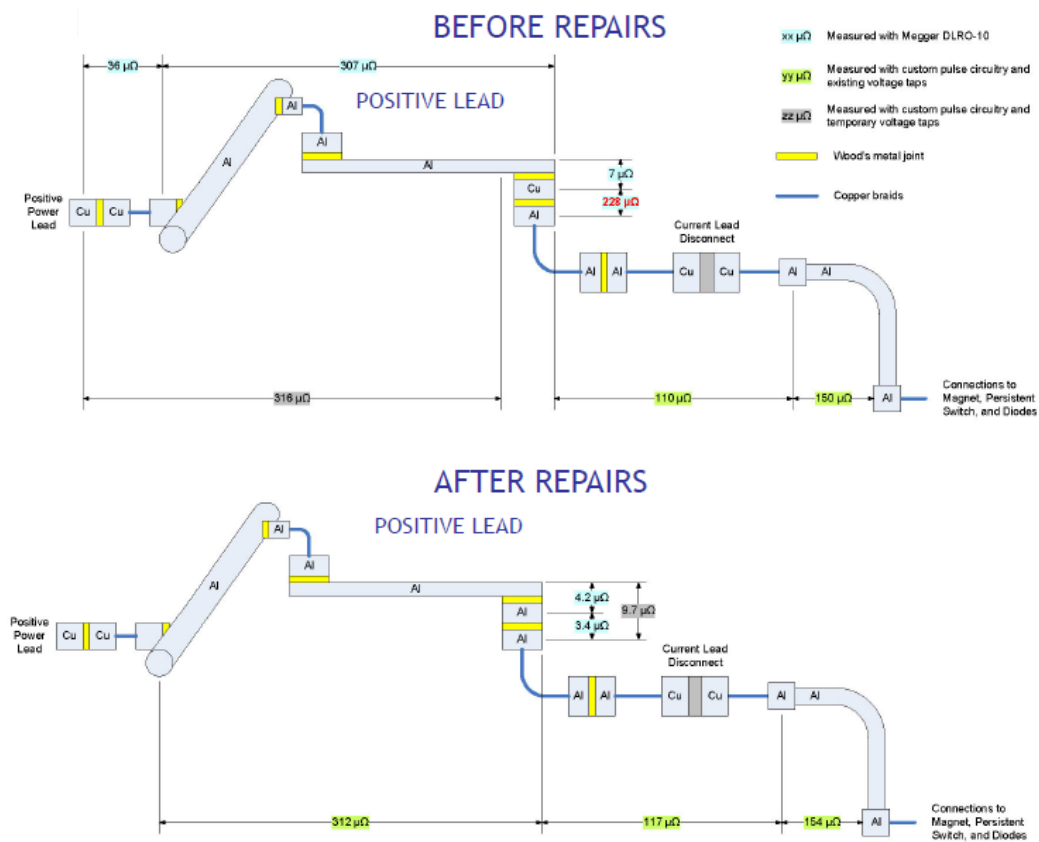 BEFORE REPAIRS
xx µΩ Measured with Megger DLRO-10
yy µΩ Measured with custom pulse circuitry and
existing voltage taps
zz µΩ Measured with custom pulse circuitry and
temporary voltage taps
Wood's metal joint
Copper braids
36 µΩ
307 µΩ
POSITIVE LEAD
Al
Al
Al
Al
7 µΩ
Cu
228 µΩ
Al
Positive
Power
Lead
Cu
Cu
Current Lead
Disconnect
Al
Al
Cu
Cu
Al
Al
316 µΩ
110 µΩ
150 µΩ
Al
Connections to
Magnet, Persistent
Switch, and Diodes
AFTER REPAIRS
POSITIVE LEAD
Al
Al
Al
Al
4.2 µΩ
9.7 µΩ
Al
3.4 µΩ
Al
Positive
Power
Lead
Cu
Cu
Current Lead
Disconnect
Al
Al
Cu
Cu
Al
Al
312 µΩ
117 µΩ
154 µΩ
Al
Connections to
Magnet, Persistent
Switch, and Diodes